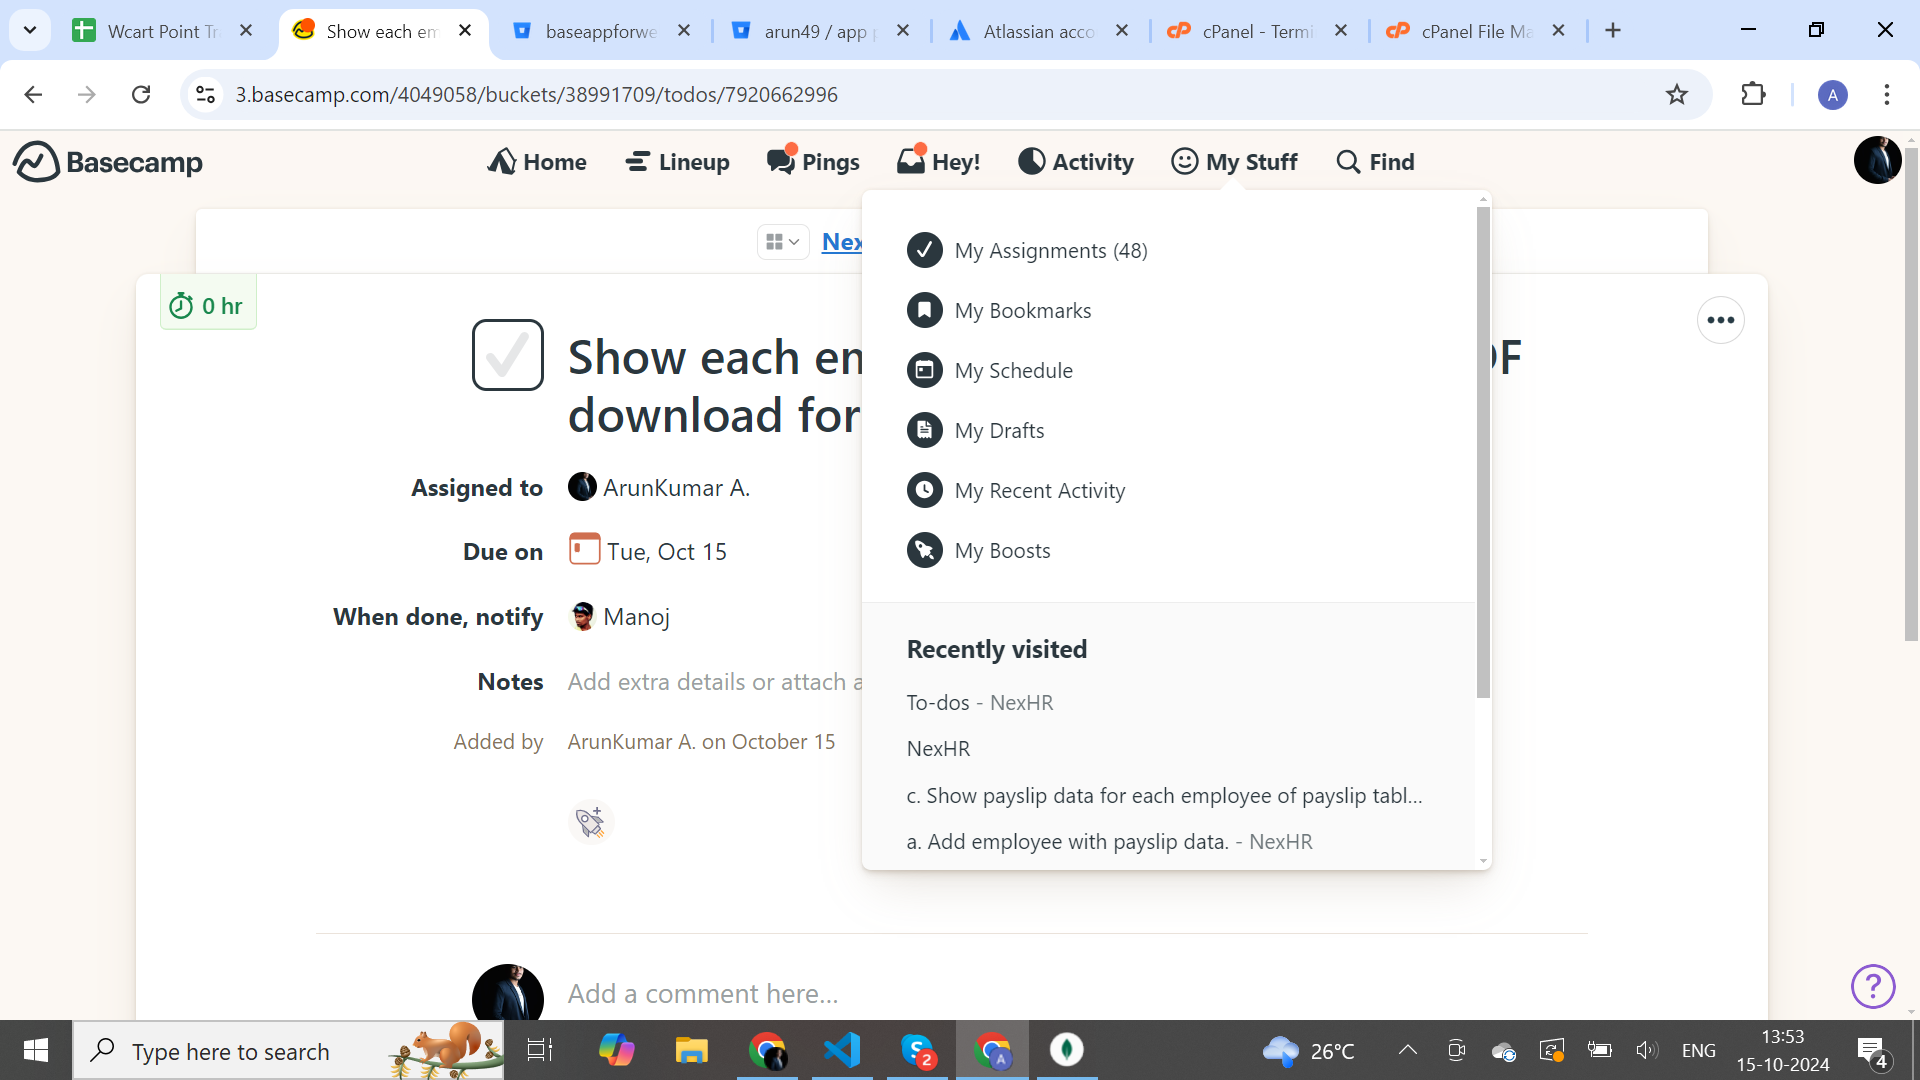 Wcart Point Tr
Show each em
baseappforwe
arun49 / app p
Atlassian acco
cPanel - Termi
cPanel File Ma
3.basecamp.com/4049058/buckets/38991709/todos/7920662996
A
Basecamp
Home
Lineup
Pings
Hey!
Activity
My Stuff
Find
Nex
0 hr
Show each em
DF
download for
Assigned to
ArunKumar A.
Due on
Tue, Oct 15
When done, notify
Manoj
Notes
Add extra details or attach a
Added by
ArunKumar A. on October 15
My Assignments (48)
My Bookmarks
My Schedule
My Drafts
My Recent Activity
My Boosts
Recently visited
To-dos - NexHR
NexHR
c. Show payslip data for each employee of payslip tabl...
a. Add employee with payslip data. - NexHR
Add a comment here...
?
Type here to search
S 2
A
26°C
ENG
13:53
15-10-2024
4